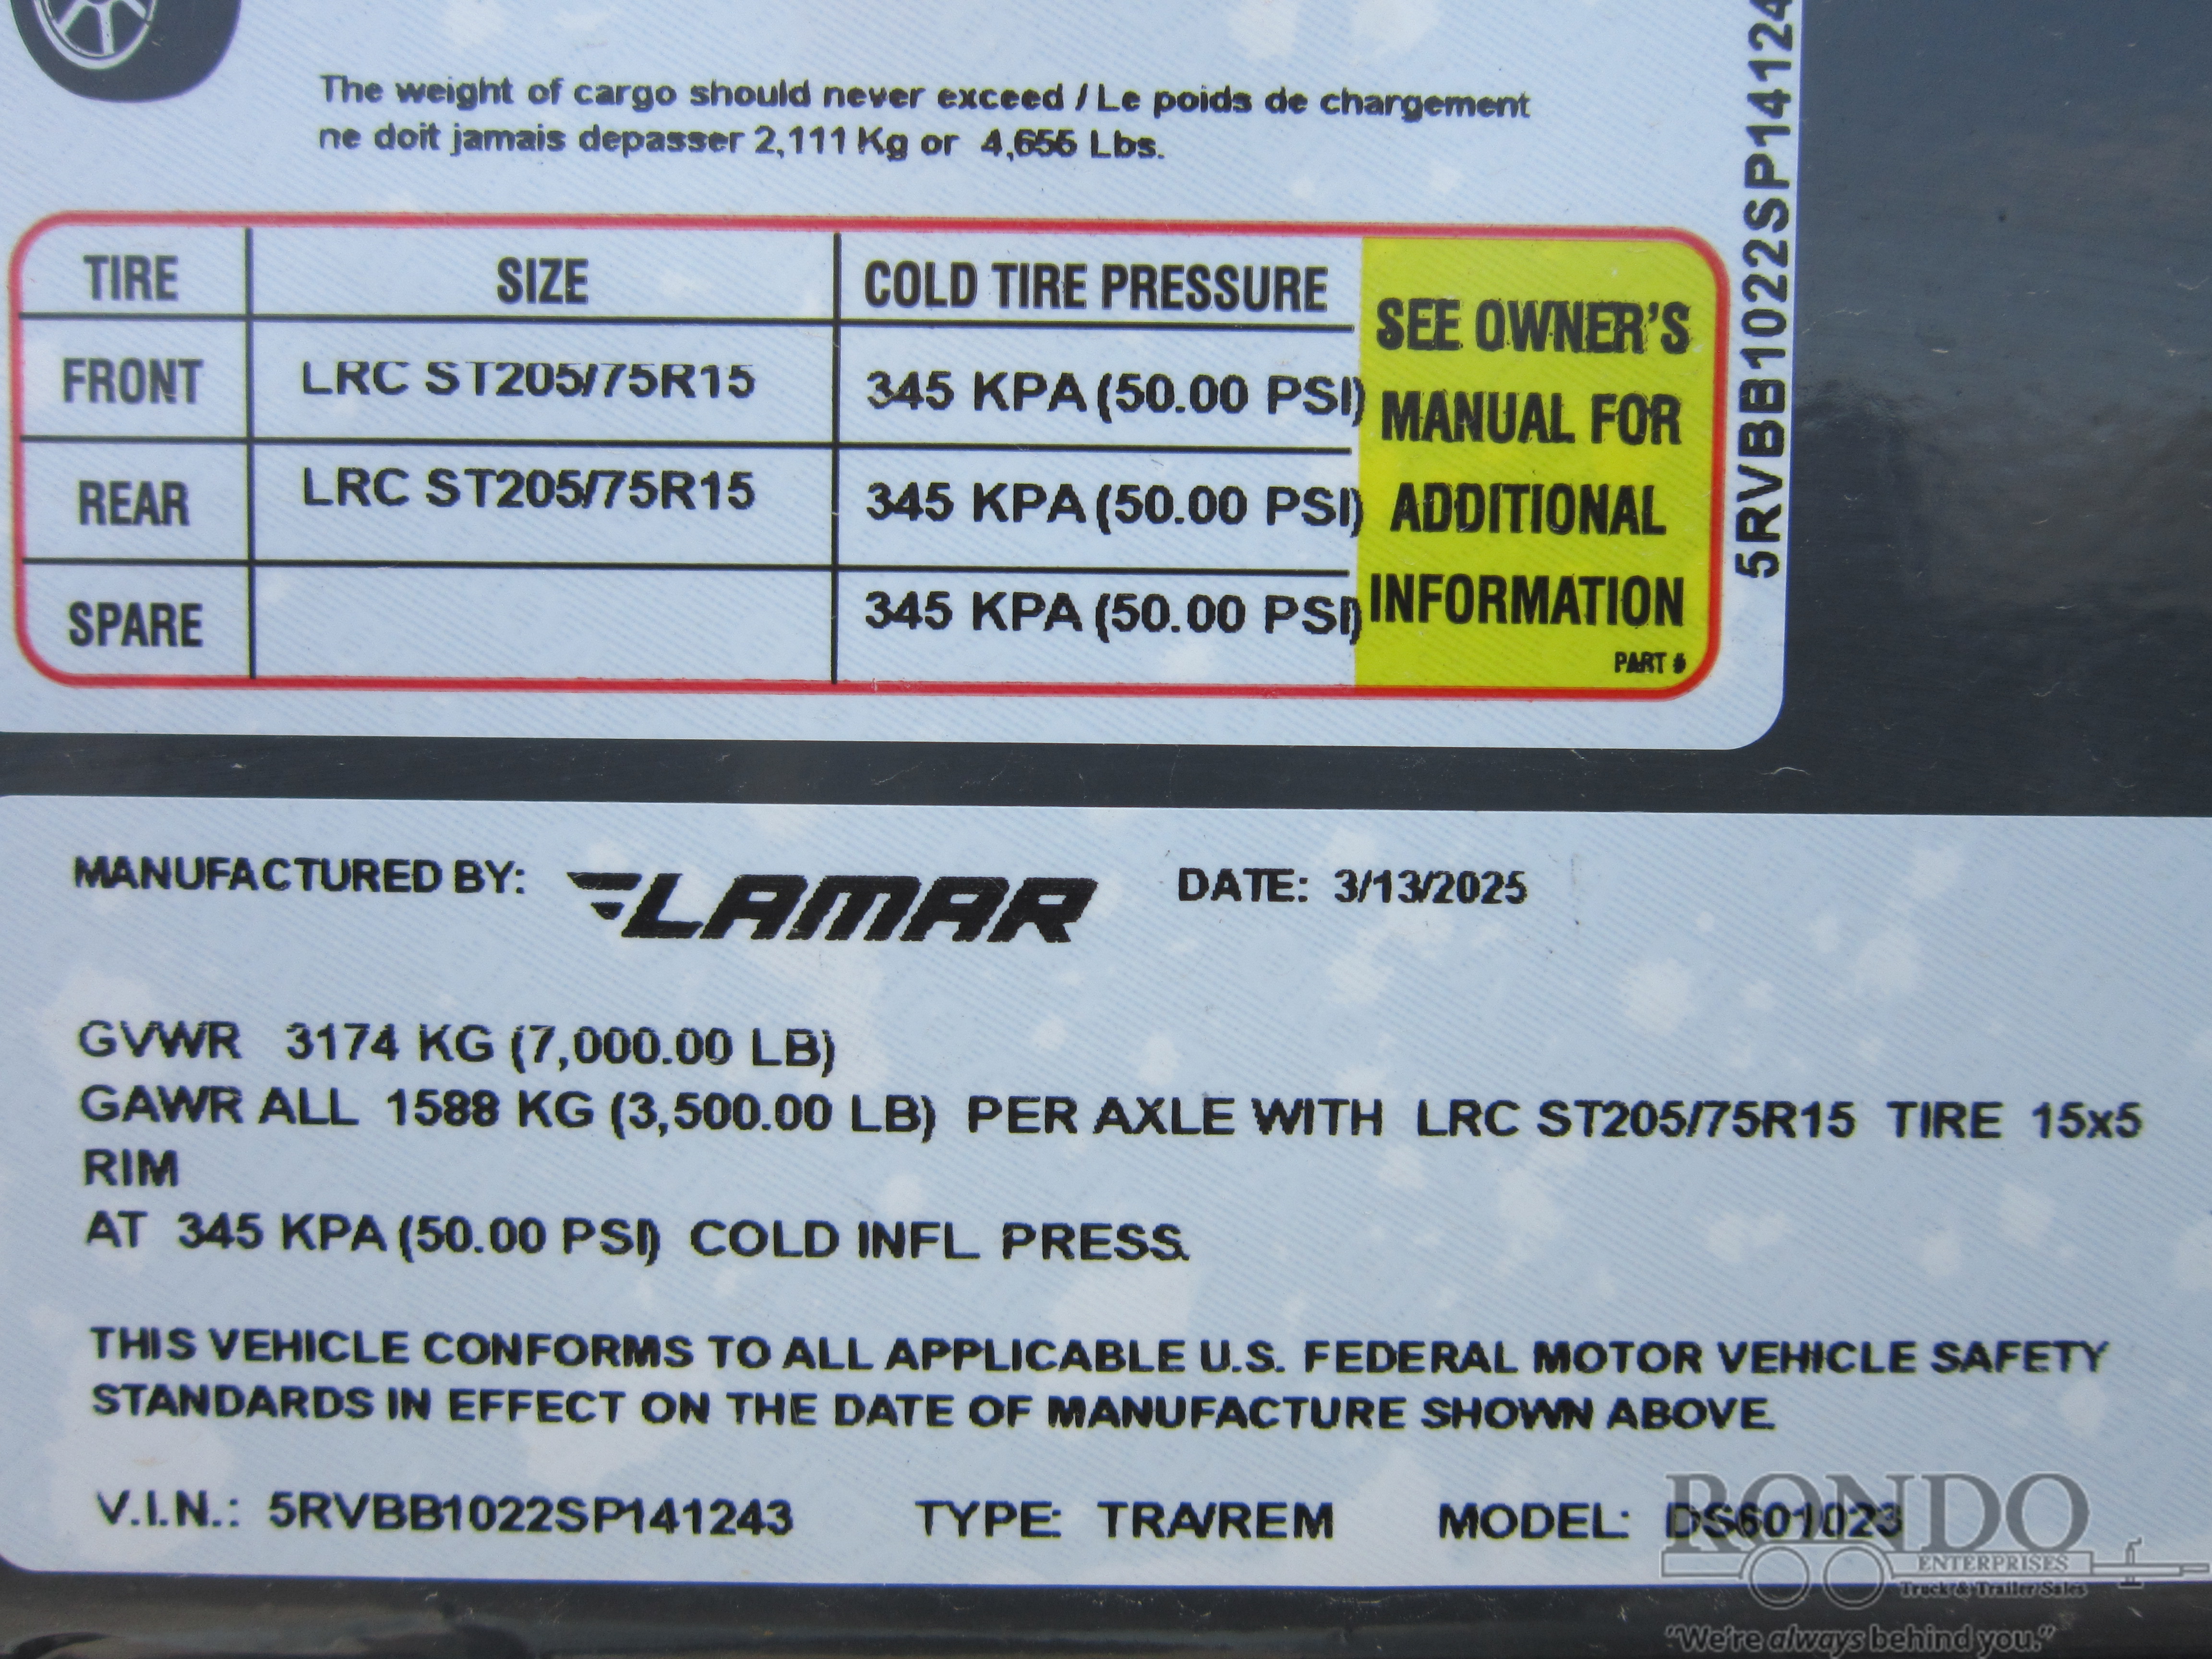 The weight of cargo should never exceed / Le poids de chargement
ne doit jamais depasser 2,111 Kg or 4,655 Lbs.
TIRE SIZE COLD TIRE PRESSURE
FRONT LRC ST205/75R15 345 KPA (50.00 PSI)
REAR LRC ST205/75R15 345 KPA (50.00 PSI)
SPARE 345 KPA (50.00 PSI)
SEE OWNER'S
MANUAL FOR
ADDITIONAL
INFORMATION
PART #
5RVBB1022SP14124
MANUFACTURED BY: LAMAR DATE: 3/13/2025
GVWR 3174 KG (7,000.00 LB)
GAWR ALL 1588 KG (3,500.00 LB) PER AXLE WITH LRC ST205/75R15 TIRE 15x5
RIM
AT 345 KPA (50.00 PSI) COLD INFL PRESS.
THIS VEHICLE CONFORMS TO ALL APPLICABLE U.S. FEDERAL MOTOR VEHICLE SAFETY
STANDARDS IN EFFECT ON THE DATE OF MANUFACTURE SHOWN ABOVE.
V.I.N.: 5RVBB1022SP141243 TYPE: TRA/REM MODEL: DS601023
RONDO
ENTERPRISES
Truck & Trailer Sales
"We're always behind you."